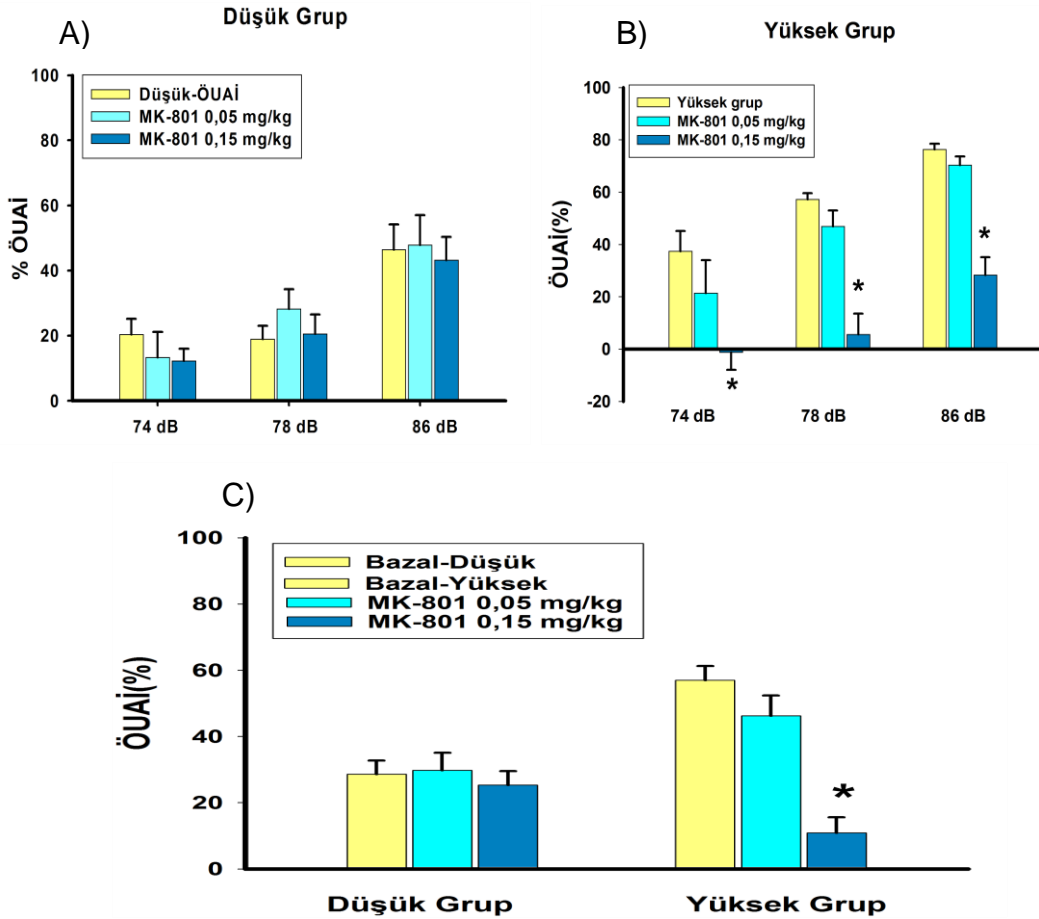 A)
Düşük Grup
Düşük-ÖUAİ
MK-801 0,05 mg/kg
MK-801 0,15 mg/kg
% ÖUAİ
100
80
60
40
20
0
74 dB
78 dB
86 dB
B)
Yüksek Grup
Yüksek grup
MK-801 0,05 mg/kg
MK-801 0,15 mg/kg
ÖUAİ(%)
100
80
60
40
20
0
-20
*
*
*
74 dB
78 dB
86 dB
C)
Bazal-Düşük
Bazal-Yüksek
MK-801 0,05 mg/kg
MK-801 0,15 mg/kg
ÖUAİ(%)
100
80
60
40
20
0
*
Düşük Grup
Yüksek Grup